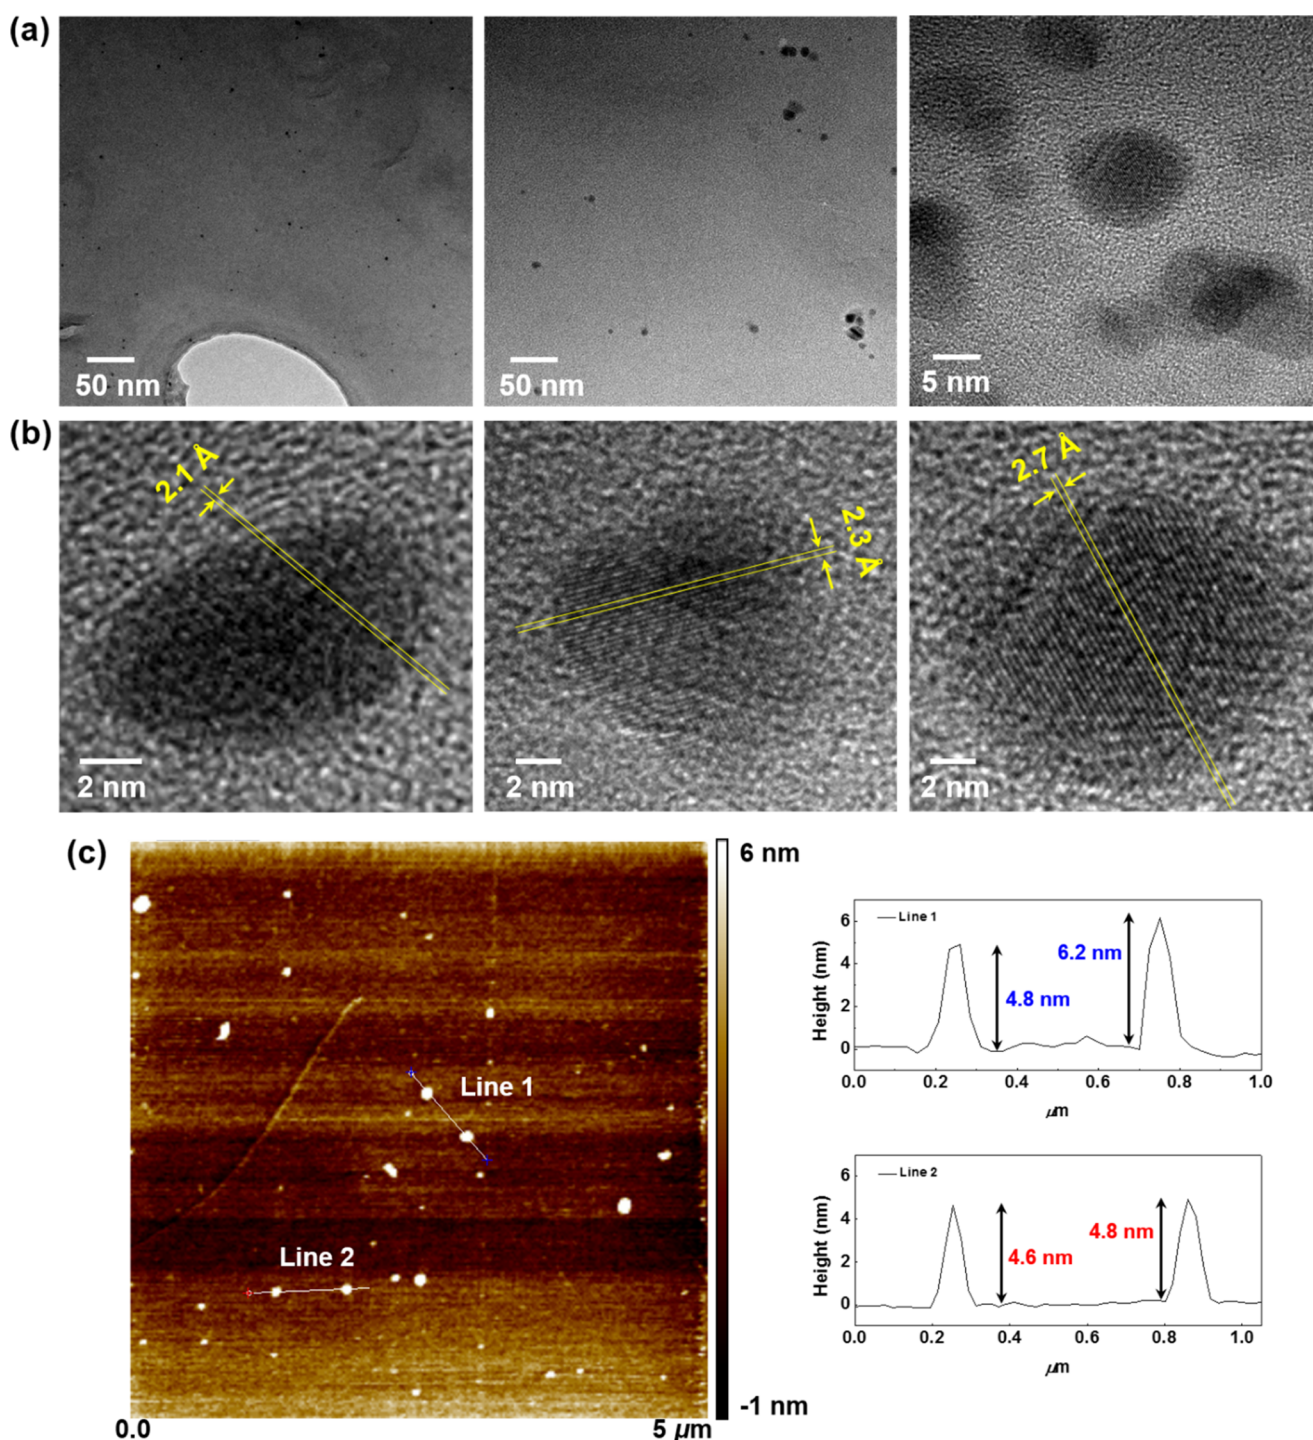 (a)
50 nm
50 nm
5 nm
(b)
2.1 Å
2.3 Å
2.7 Å
2 nm
2 nm
2 nm
(c)
6 nm
-1 nm
Line 1
Line 2
0.0
5 µm
Line 1
6.2 nm
4.8 nm
Height (nm)
6
4
2
0
0.0 0.2 0.4 0.6 0.8 1.0
µm
Line 2
4.8 nm
4.6 nm
Height (nm)
6
4
2
0
0.0 0.2 0.4 0.6 0.8 1.0
µm